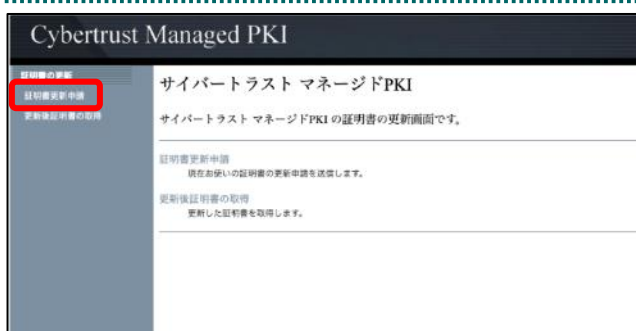 Cybertrust Managed PKI
証明書の更新
証明書更新申請
更新後証明書の取得
サイバートラスト マネージドPKI
サイバートラスト マネージドPKI の証明書の更新画面です。
証明書更新申請
現在お使いの証明書の更新申請を送信します。
更新後証明書の取得
更新した証明書を取得します。